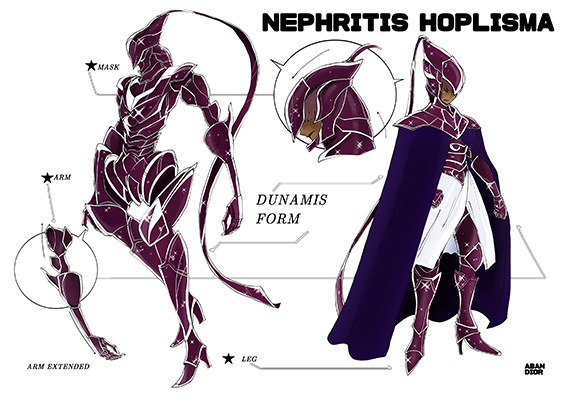 NEPHRITIS HOPLISMA
★MASK
★ARM
DUNAMIS
FORM
ARM EXTENDED
★ LEG
ABAN
DIOR